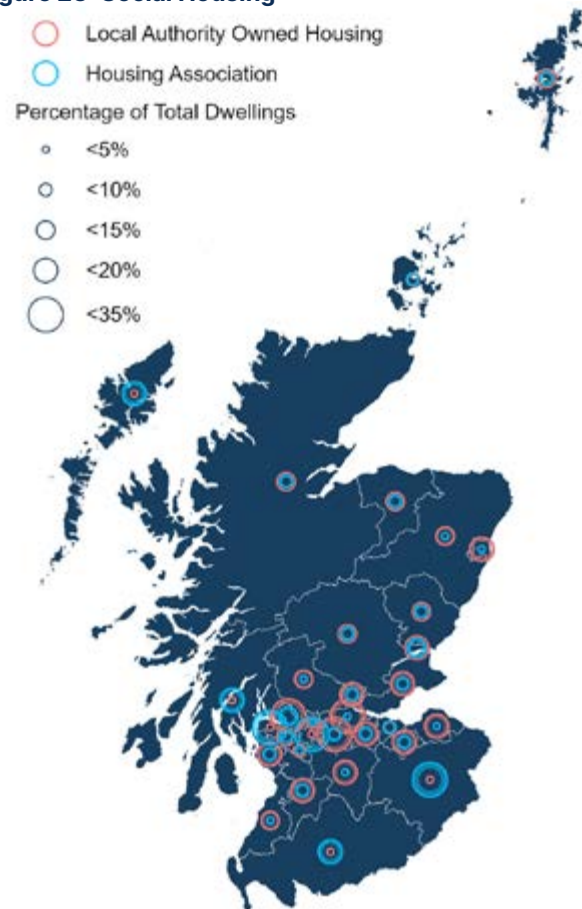 Local Authority Owned Housing
Housing Association
Percentage of Total Dwellings
<5%
<10%
<15%
<20%
<35%